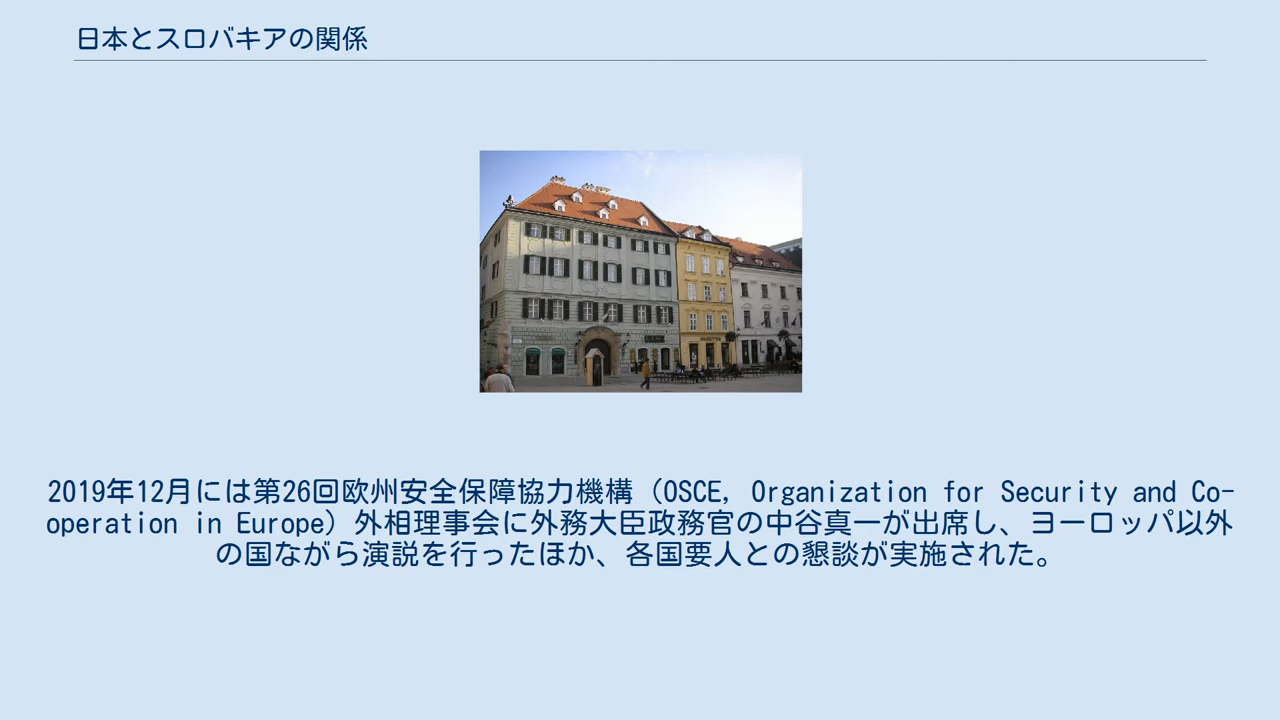 日本とスロバキアの関係
2019年12月には第26回欧州安全保障協力機構（OSCE, Organization for Security and Co-
operation in Europe）外相理事会に外務大臣政務官の中谷真一が出席し、ヨーロッパ以外
の国ながら演説を行ったほか、各国要人との懇談が実施された。